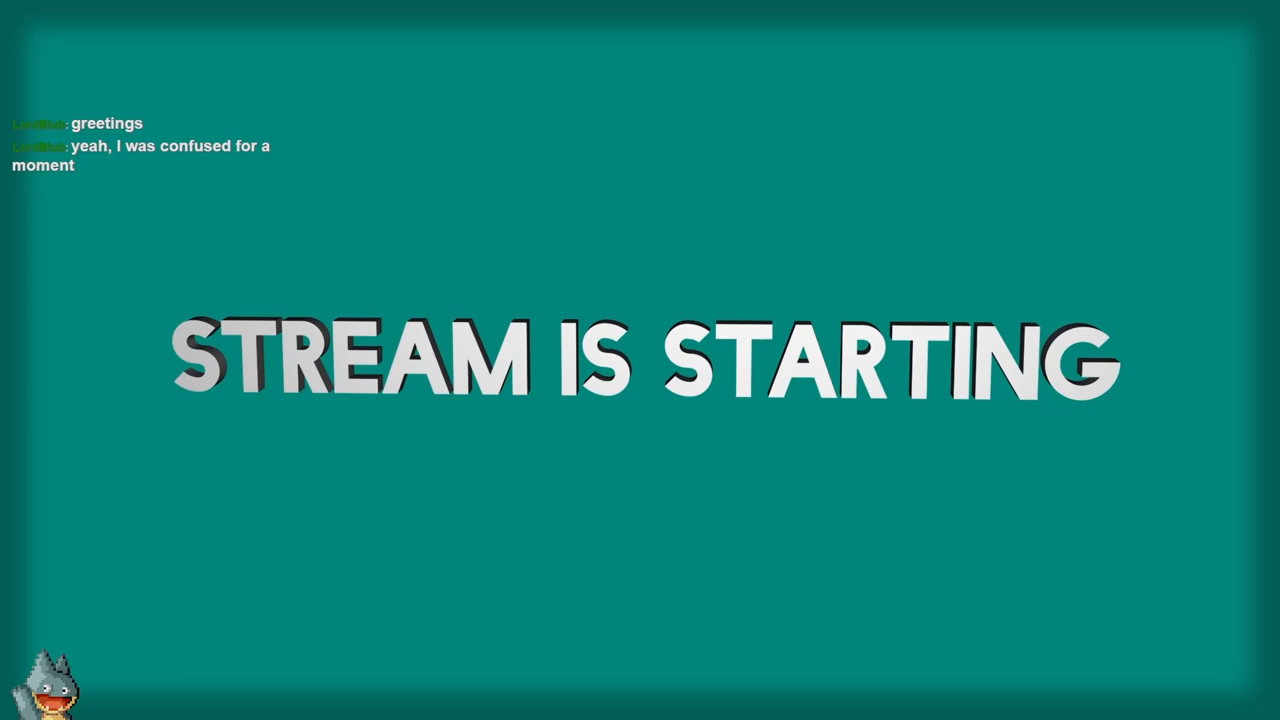 greetings
yeah, I was confused for a
moment
STREAM IS STARTING